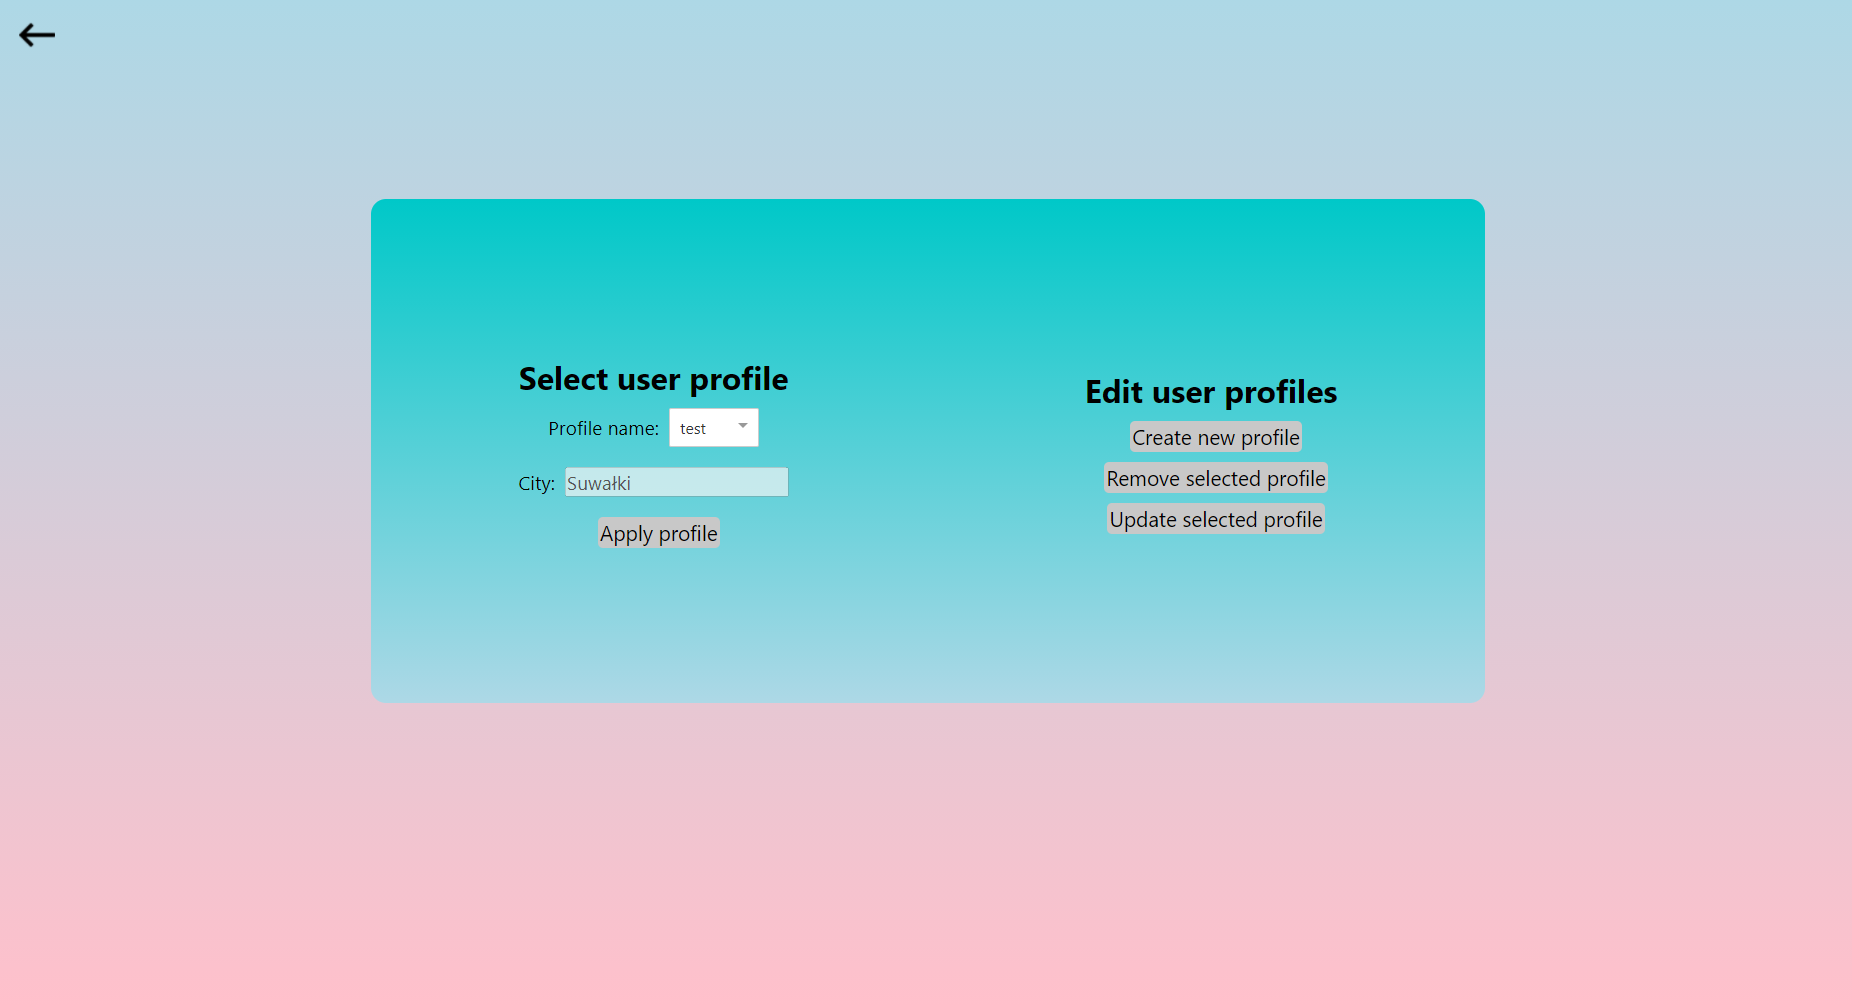 Select user profile
Profile name: test
City: Suwałki
Apply profile
Edit user profiles
Create new profile
Remove selected profile
Update selected profile